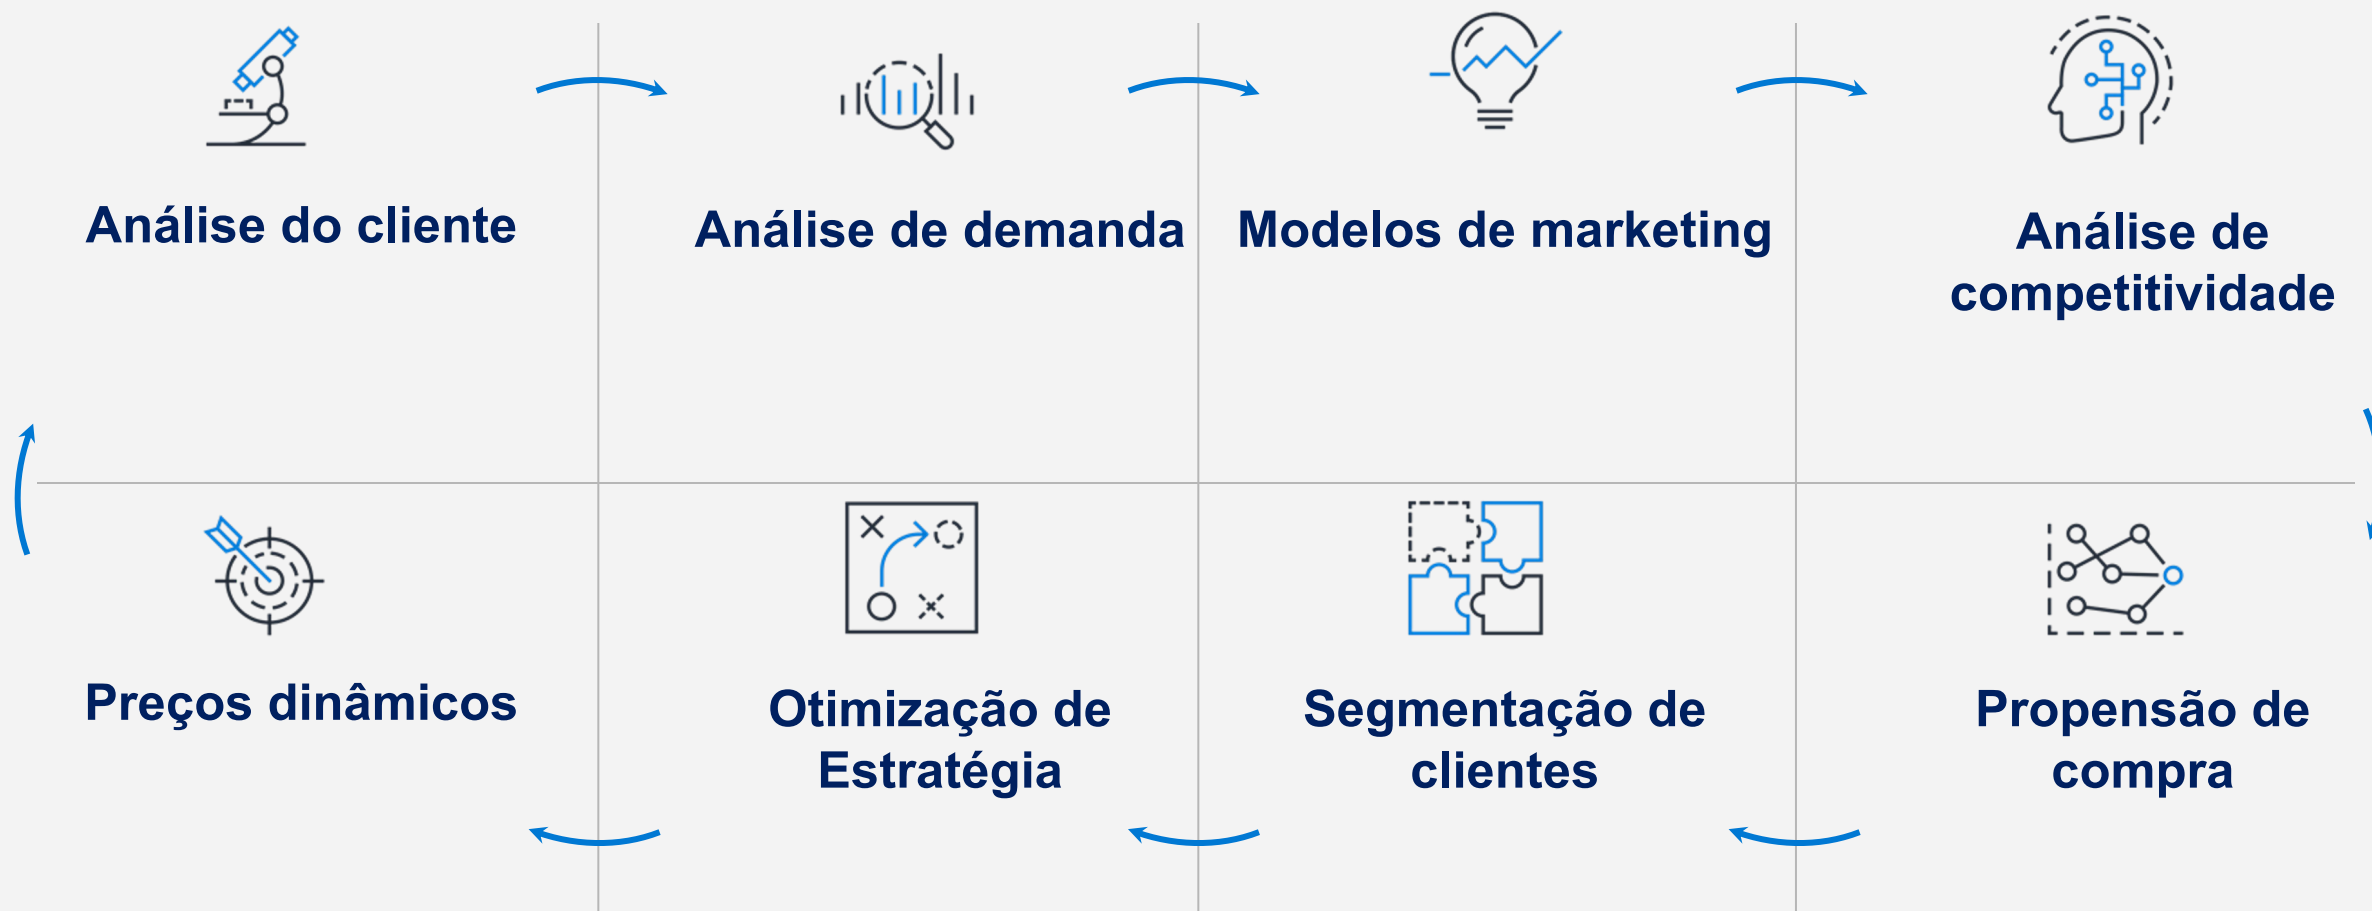 Análise do cliente
Análise de demanda
Modelos de marketing
Análise de
competitividade
Preços dinâmicos
Otimização de
Estratégia
Segmentação de
clientes
Propensão de
compra